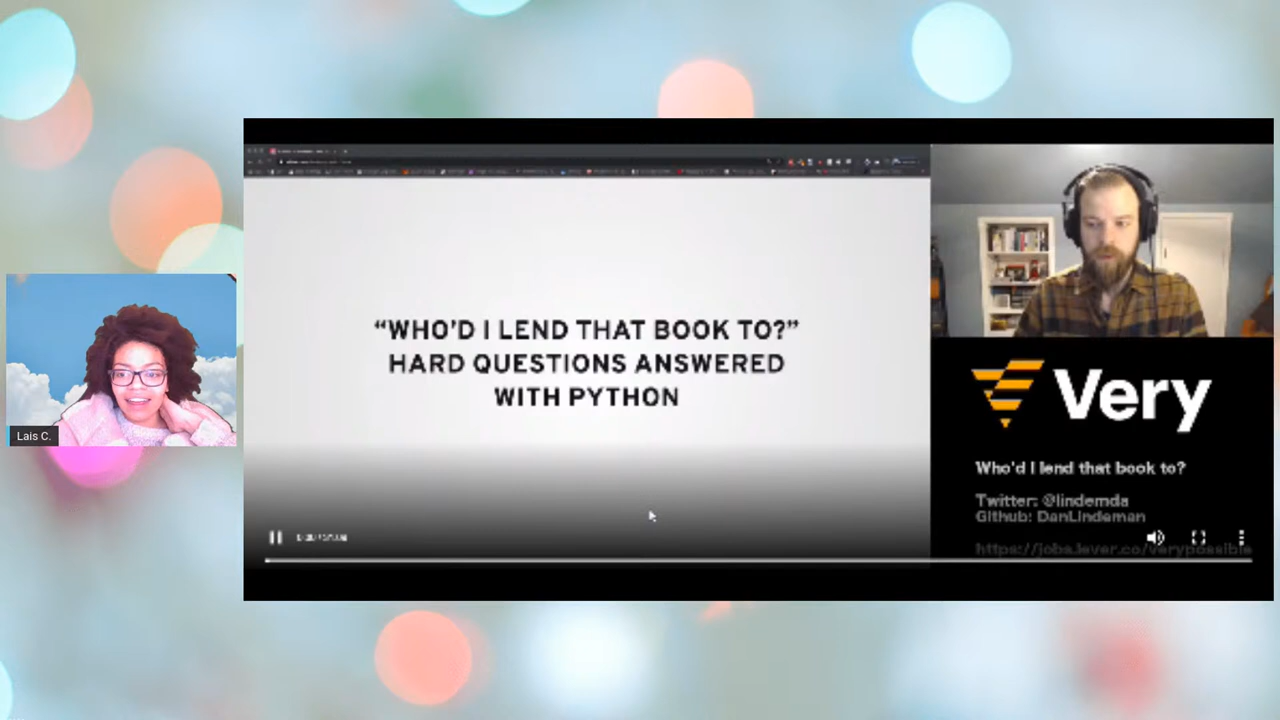 “WHO’D I LEND THAT BOOK TO?”
HARD QUESTIONS ANSWERED
WITH PYTHON
Lais C.
Very
Who'd I lend that book to?
Twitter: @lindemda
Github: DanLindeman
https://jobs.lever.co/verypossible